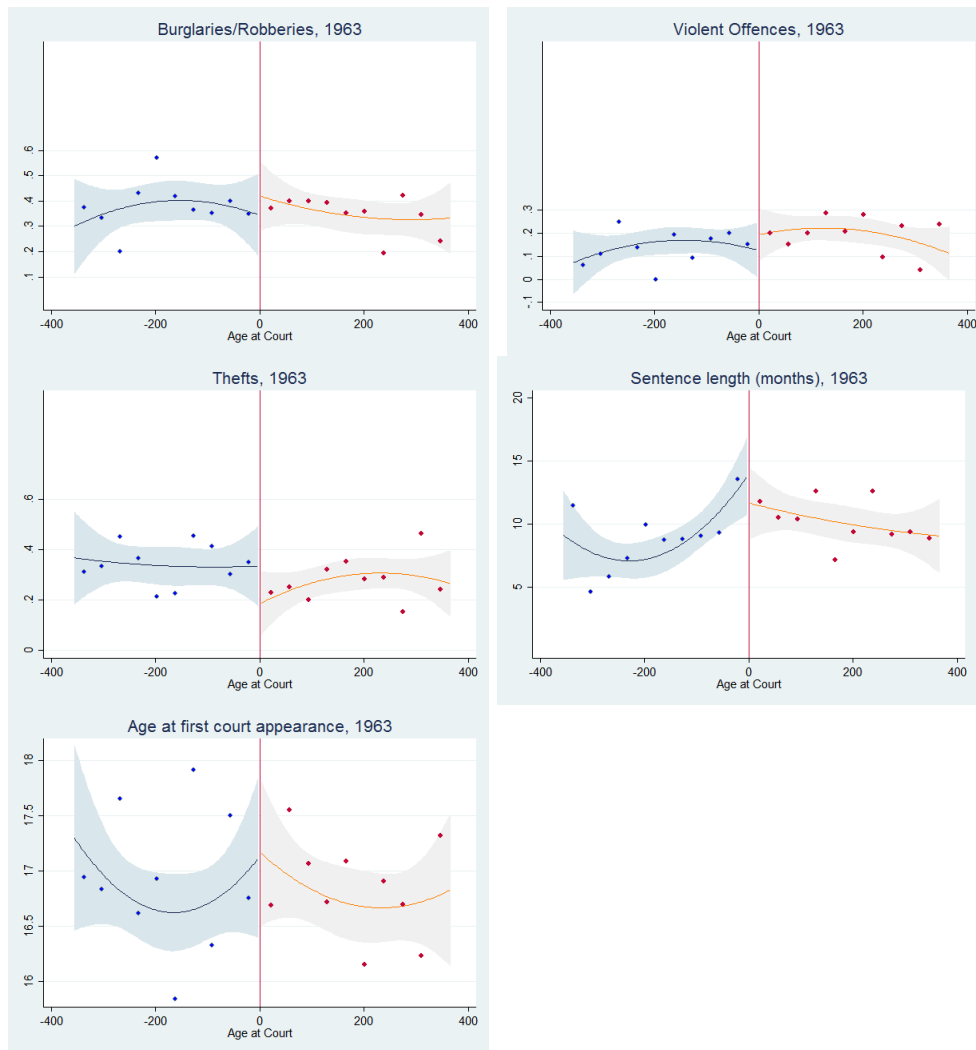 Burglaries/Robberies, 1963
.6
.5
.4
.3
.2
.1
-400 -200 0 200 400
Age at Court
Violent Offences, 1963
.3
.2
.1
0
-.1
-400 -200 0 200 400
Age at Court
Thefts, 1963
.6
.4
.2
0
-400 -200 0 200 400
Age at Court
Sentence length (months), 1963
20
15
10
5
-400 -200 0 200 400
Age at Court
Age at first court appearance, 1963
18
17.5
17
16.5
16
-400 -200 0 200 400
Age at Court